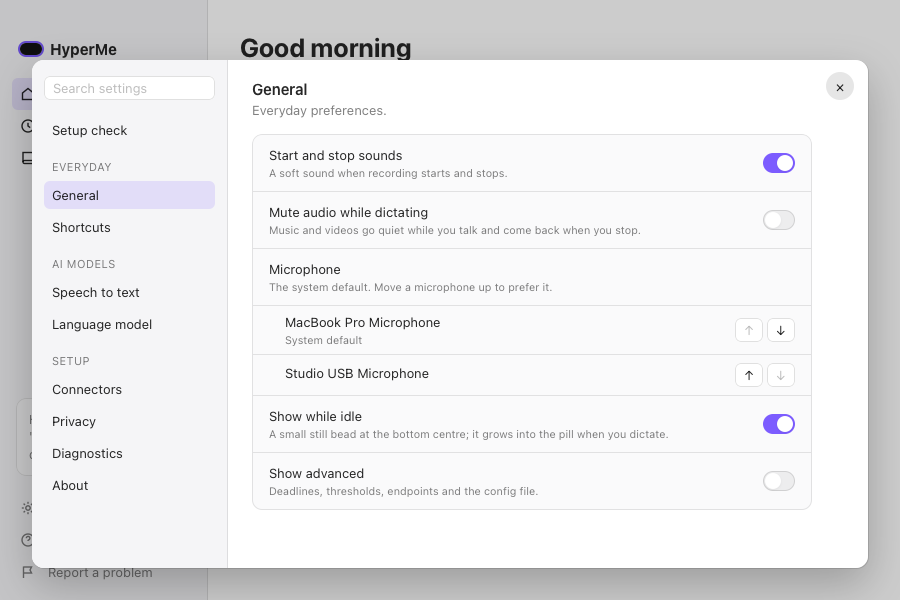 HyperMe
Good morning
Search settings
Setup check
EVERYDAY
General
Shortcuts
AI MODELS
Speech to text
Language model
SETUP
Connectors
Privacy
Diagnostics
About
General
Everyday preferences.
Start and stop sounds
A soft sound when recording starts and stops.
Mute audio while dictating
Music and videos go quiet while you talk and come back when you stop.
Microphone
The system default. Move a microphone up to prefer it.
MacBook Pro Microphone
System default
Studio USB Microphone
Show while idle
A small still bead at the bottom centre; it grows into the pill when you dictate.
Show advanced
Deadlines, thresholds, endpoints and the config file.
Report a problem